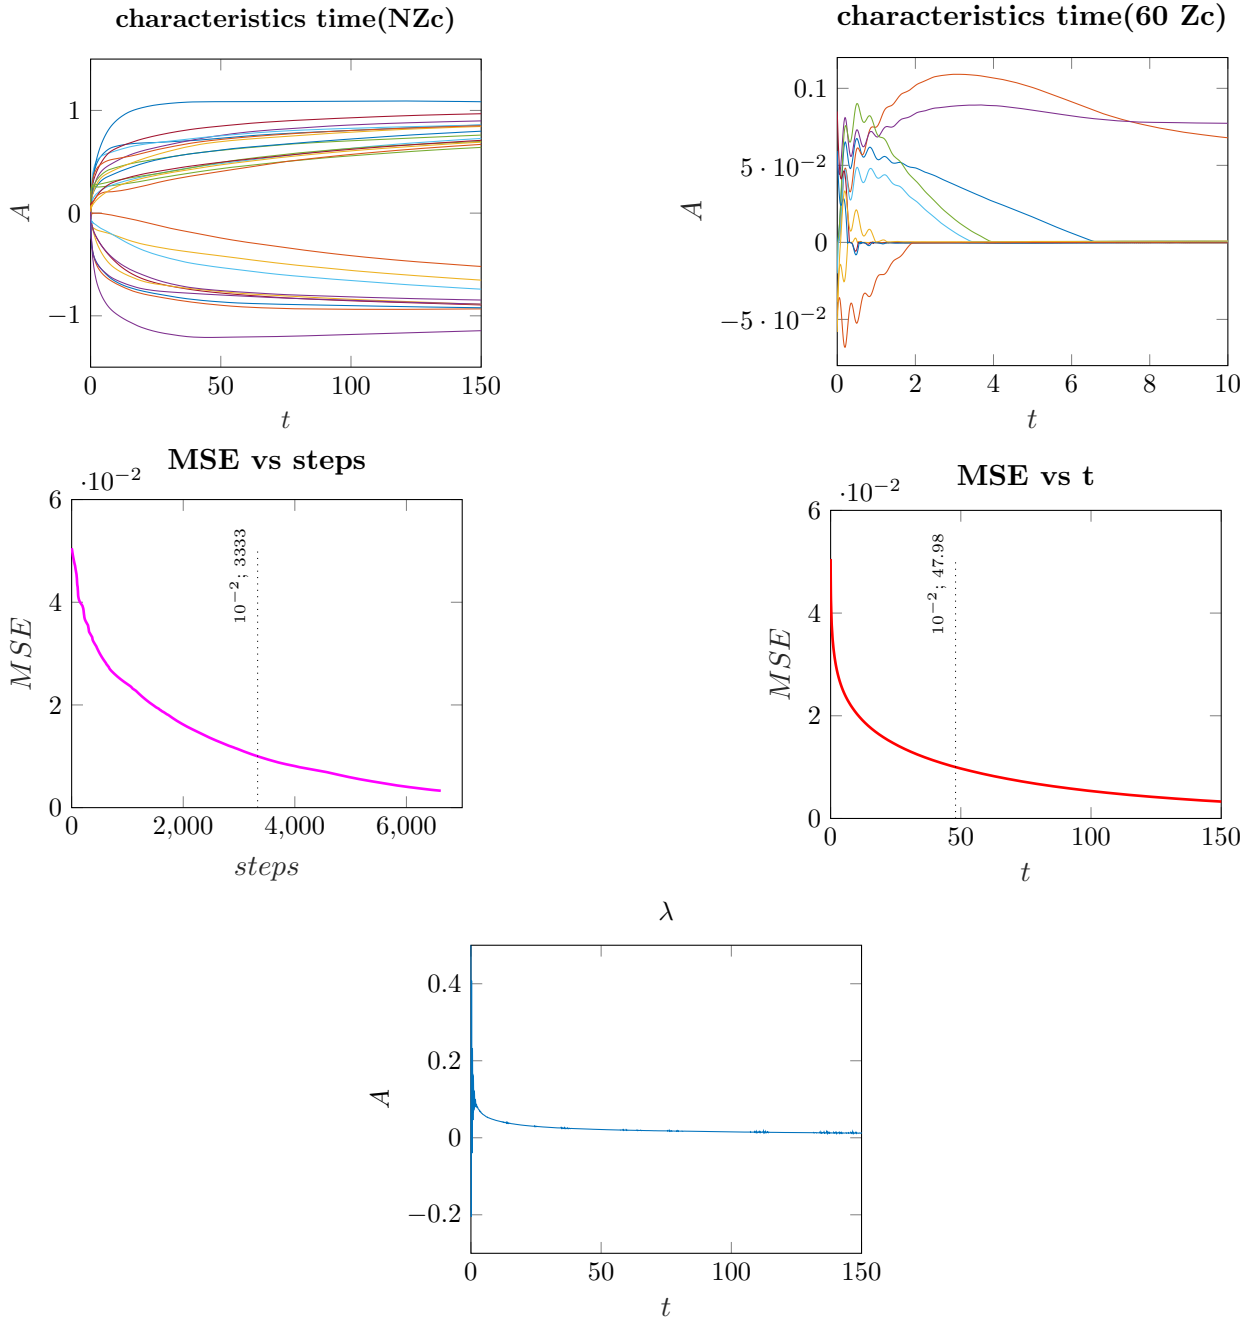 characteristics time(NZc)
1
0
−1
A
0
50
100
150
t
characteristics time(60 Zc)
0.1
5 · 10−2
0
−5 · 10−2
A
0
2
4
6
8
10
t
MSE vs steps
·10−2
6
4
2
0
MSE
10−2; 3333
0
2,000
4,000
6,000
steps
MSE vs t
·10−2
6
4
2
0
MSE
10−2; 47.98
0
50
100
150
t
λ
0.4
0.2
0
−0.2
A
0
50
100
150
t